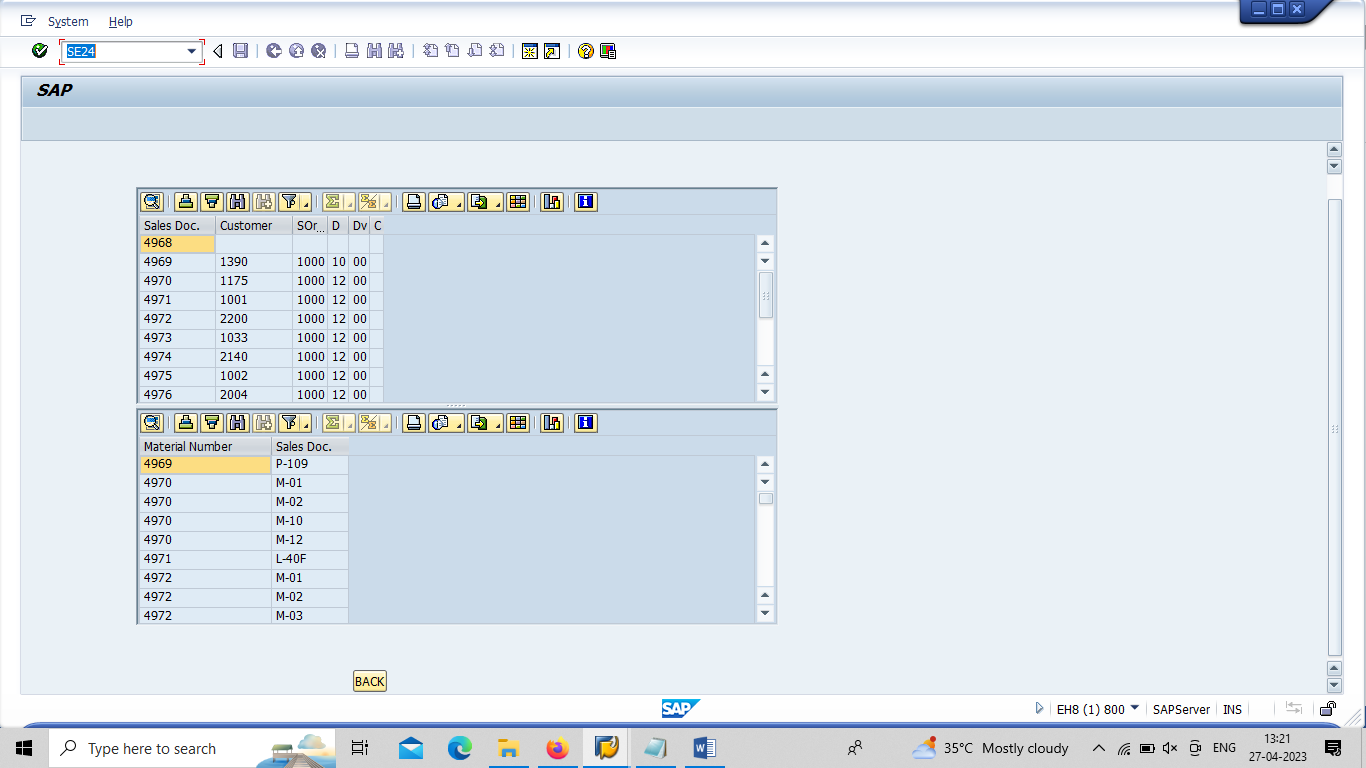 System Help
SE24
SAP
Sales Doc. Customer SOr... D Dv C
4968
4969 1390 1000 10 00
4970 1175 1000 12 00
4971 1001 1000 12 00
4972 2200 1000 12 00
4973 1033 1000 12 00
4974 2140 1000 12 00
4975 1002 1000 12 00
4976 2004 1000 12 00
Material Number Sales Doc.
4969 P-109
4970 M-01
4970 M-02
4970 M-10
4970 M-12
4971 L-40F
4972 M-01
4972 M-02
4972 M-03
BACK
SAP EH8 (1) 800 SAPServer INS
Type here to search 35°C Mostly cloudy ENG 13:21
27-04-2023